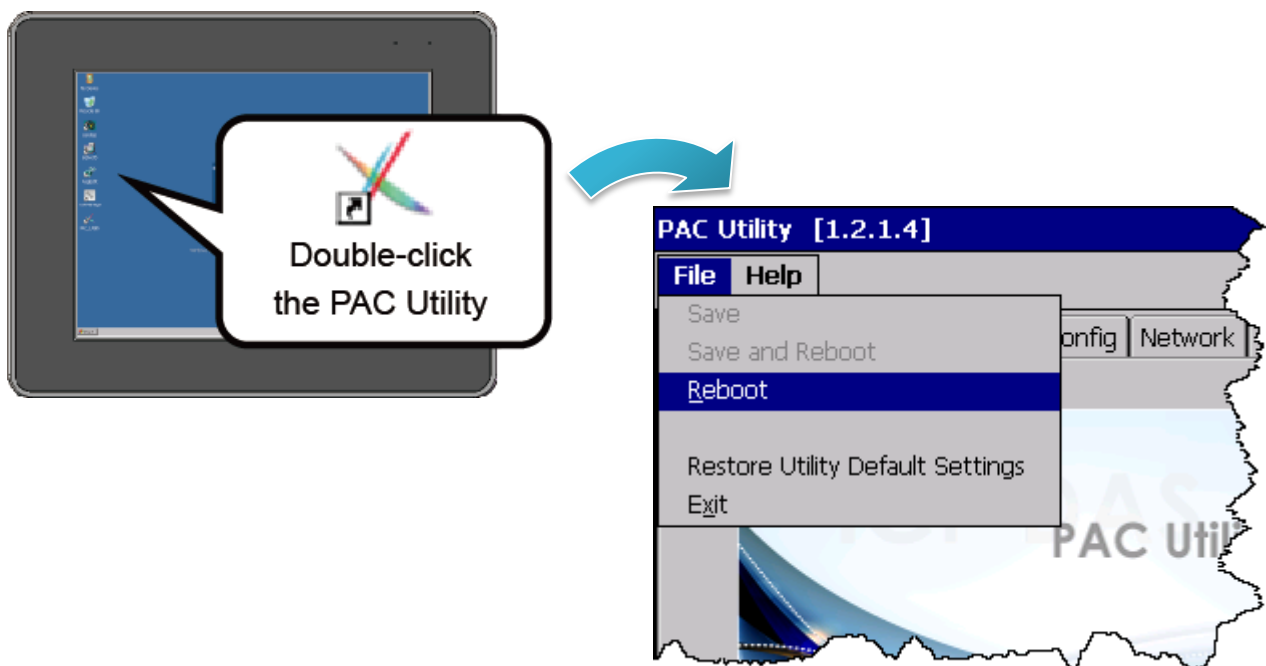 Double-click
the PAC Utility
PAC Utility [1.2.1.4]
File Help
Save
Save and Reboot
onfig Network
Reboot
Restore Utility Default Settings
Exit
PAC Util